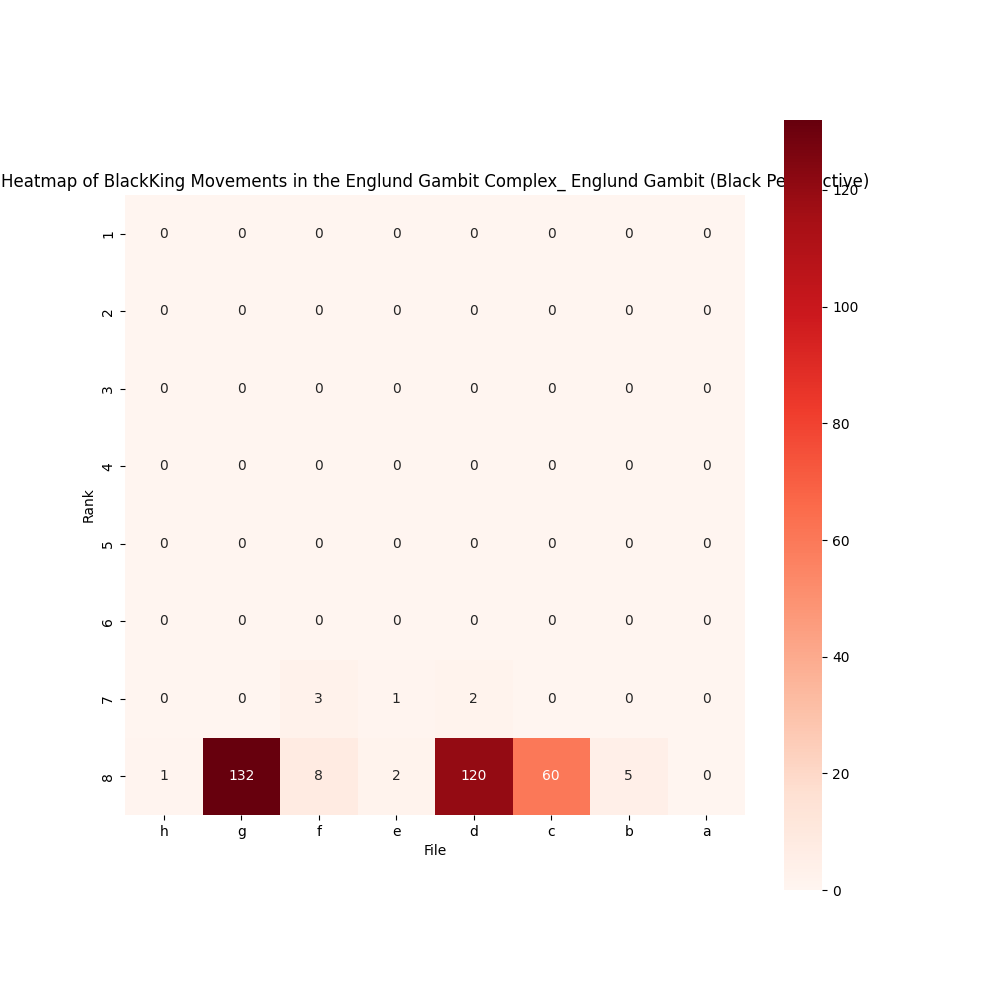 Heatmap of BlackKing Movements in the Englund Gambit Complex_ Englund Gambit (Black Perspective)
120
1 0 0 0 0 0 0 0 0
2 0 0 0 0 0 0 0 0
100
3 0 0 0 0 0 0 0 0
80
4 0 0 0 0 0 0 0 0
Rank
5 0 0 0 0 0 0 0 0
60
6 0 0 0 0 0 0 0 0
40
7 0 0 3 1 2 0 0 0
20
8 1 132 8 2 120 60 5 0
h g f e d c b a
File
0